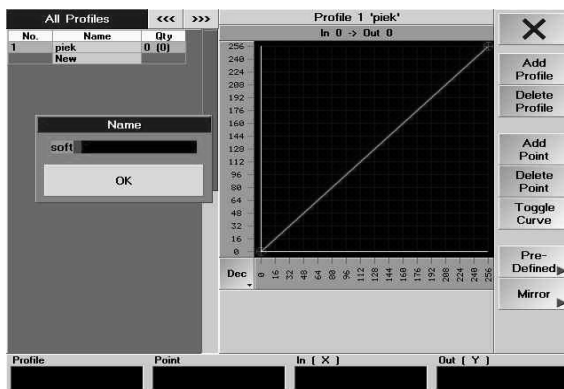 All Profiles <<< >>>
No. Name Qty
1 piek 0 (0)
New
Name
soft
OK
Profile 1 'piek'
In 0 -> Out 0
256
240
224
208
192
176
160
144
128
112
96
80
64
48
32
16
0
Dec
0 16 32 48 64 80 96 112 128 144 160 176 192 208 224 240 256
X
Add
Profile
Delete
Profile
Add
Point
Delete
Point
Toggle
Curve
Pre-
Defined
Mirror
Profile Point In ( X ) Out ( Y )